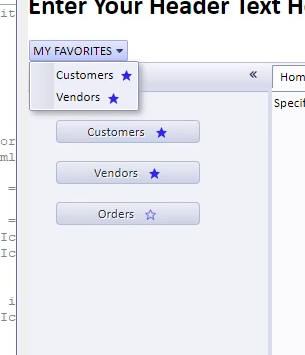 Enter Your Header Text H
MY FAVORITES
Customers
Vendors
«
Hom
Specif
Customers
Vendors
Orders
it
or
ml
=
=
Ic
Ic
i
Ic